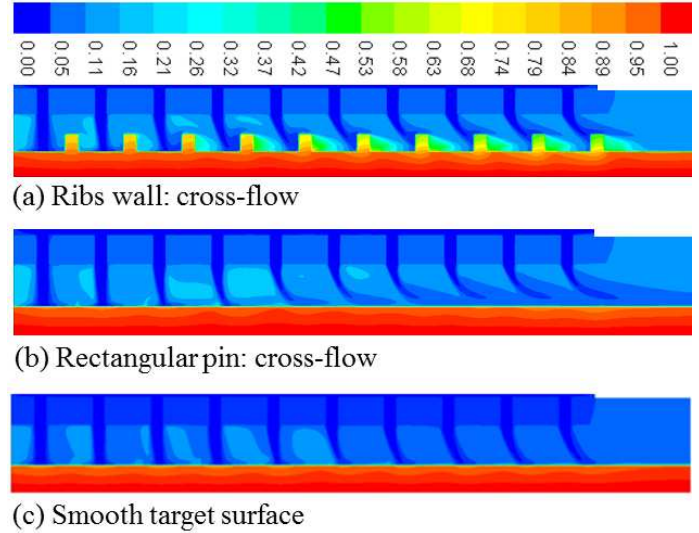 0.00 0.05 0.11 0.16 0.21 0.26 0.32 0.37 0.42 0.47 0.53 0.58 0.63 0.68 0.74 0.79 0.84 0.89 0.95 1.00
(a) Ribs wall: cross-flow
(b) Rectangular pin: cross-flow
(c) Smooth target surface